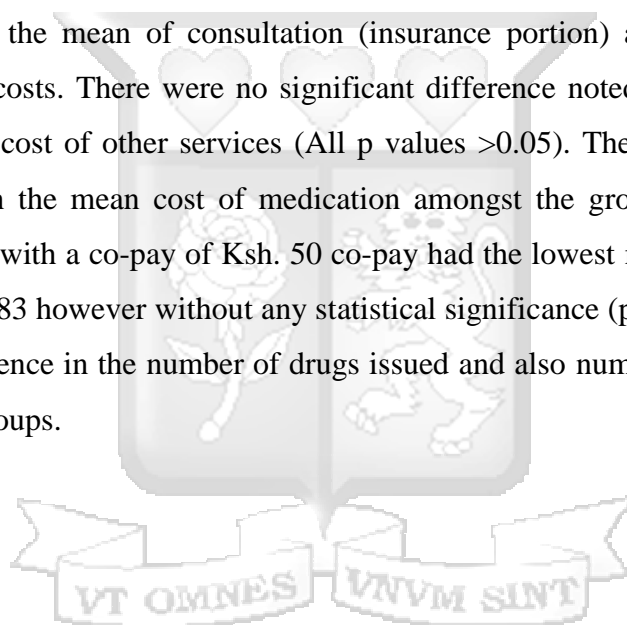 the mean of consultation (insurance portion) a
costs. There were no significant difference noted
cost of other services (All p values >0.05). The
the mean cost of medication amongst the gro
with a co-pay of Ksh. 50 co-pay had the lowest
83 however without any statistical significance (p
ence in the number of drugs issued and also num
oups.
VT OMNES VNVM SINT